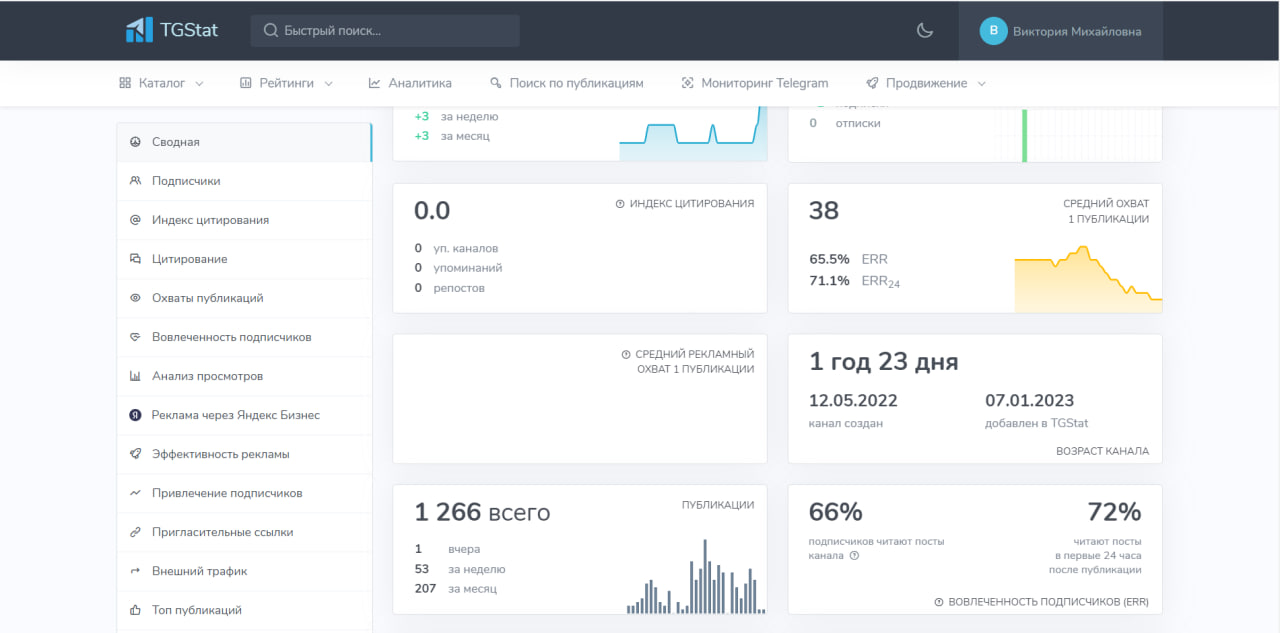 TGStat
Быстрый поиск...
В
Виктория Михайловна
Каталог
Рейтинги
Аналитика
Поиск по публикациям
Мониторинг Telegram
Продвижение
Сводная
Подписчики
Индекс цитирования
Цитирование
Охваты публикаций
Вовлеченность подписчиков
Анализ просмотров
Я Реклама через Яндекс Бизнес
Эффективность рекламы
Привлечение подписчиков
Пригласительные ссылки
Внешний трафик
Топ публикаций
+3 за неделю
+3 за месяц
0 отписки
0.0
ИНДЕКС ЦИТИРОВАНИЯ
0 уп. каналов
0 упоминаний
0 репостов
38
СРЕДНИЙ ОХВАТ
1 ПУБЛИКАЦИИ
65.5% ERR
71.1% ERR24
СРЕДНИЙ РЕКЛАМНЫЙ
ОХВАТ 1 ПУБЛИКАЦИИ
1 год 23 дня
12.05.2022
канал создан
07.01.2023
добавлен в TGStat
ВОЗРАСТ КАНАЛА
1 266 всего
ПУБЛИКАЦИИ
1 вчера
53 за неделю
207 за месяц
66%
подписчиков читают посты
канала
72%
читают посты
в первые 24 часа
после публикации
ВОВЛЕЧЕННОСТЬ ПОДПИСЧИКОВ (ERR)